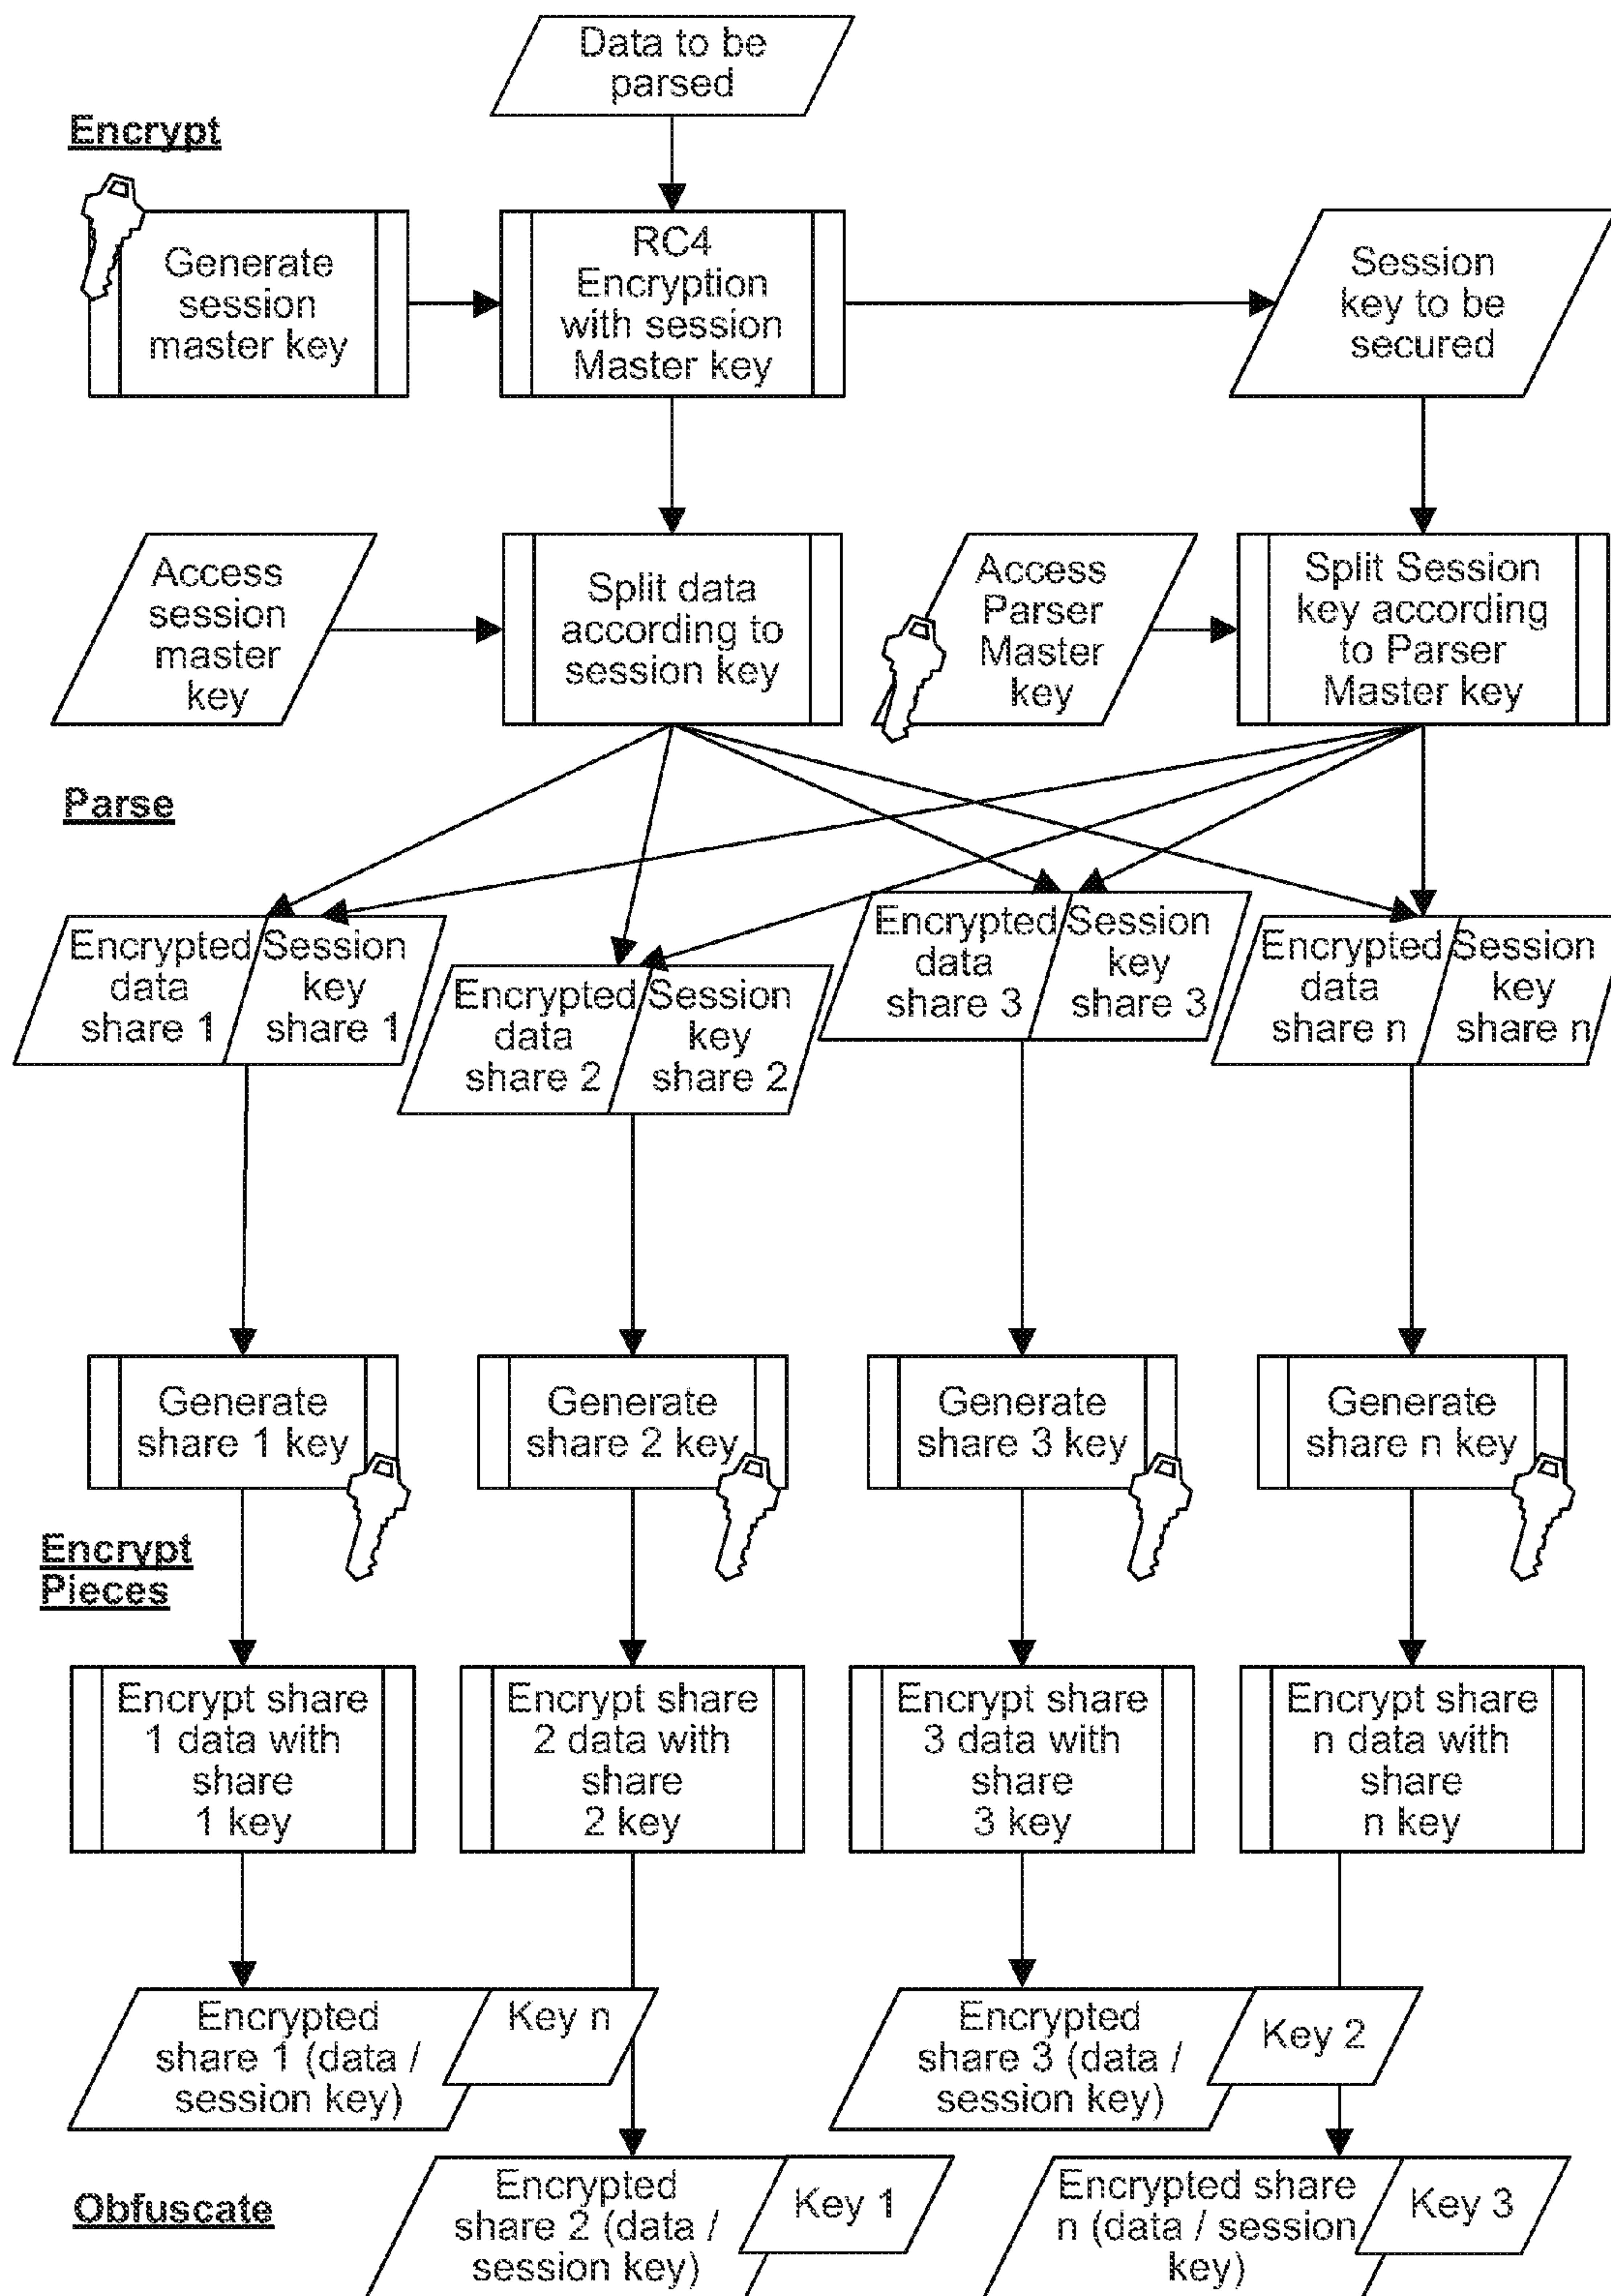 Data to be
parsed
Encrypt
Generate
session
master key
RC4
Encryption
with session
Master key
Session
key to be
secured
Access
session
master
key
Split data
according to
session key
Access
Parser
Master
key
Split Session
key according
to Parser
Master key
Parse
Encrypted
data
share 1
Session
key
share 1
Encrypted
data
share 2
Session
key
share 2
Encrypted
data
share 3
Session
key
share 3
Encrypted
data
share n
Session
key
share n
Generate
share 1 key
Generate
share 2 key
Generate
share 3 key
Generate
share n key
Encrypt
Pieces
Encrypt share
1 data with
share
1 key
Encrypt share
2 data with
share
2 key
Encrypt share
3 data with
share
3 key
Encrypt share
n data with
share
n key
Encrypted
share 1 (data /
session key)
Key n
Encrypted
share 3 (data /
session key)
Key 2
Obfuscate
Encrypted
share 2 (data /
session key)
Key 1
Encrypted share
n (data / session
key)
Key 3